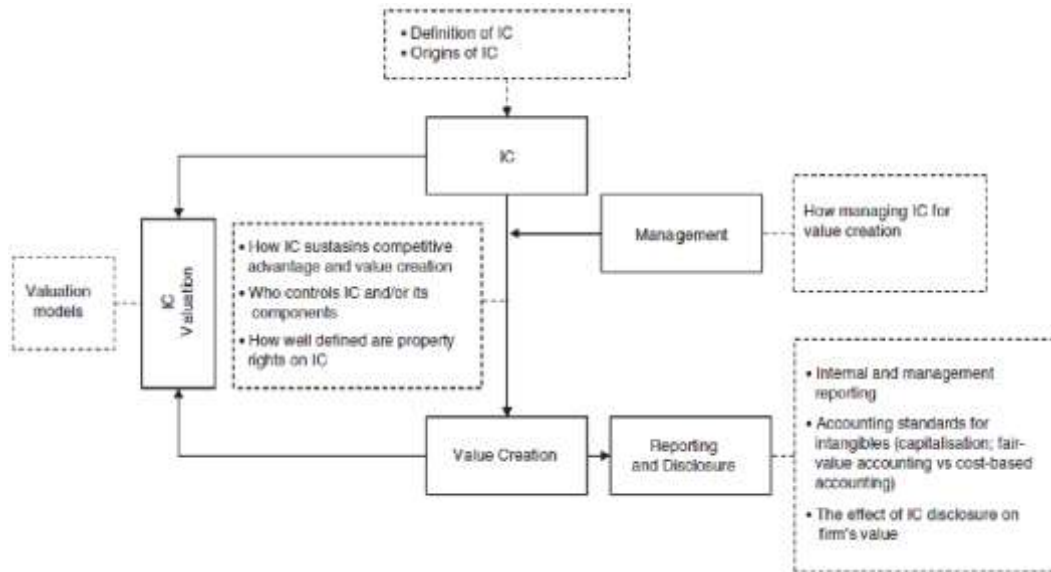 • Definition of IC
• Origins of IC
IC
Management
How managing IC for
value creation
• How IC sustasins competitive
advantage and value creation
• Who controls IC and/or its
components
• How well defined are property
rights on IC
Valuation
models
IC
Valuation
Value Creation
Reporting
and Disclosure
• Internal and management
reporting
• Accounting standards for
intangibles (capitalisation; fair-
value accounting vs cost-based
accounting)
• The effect of IC disclosure on
firm's value